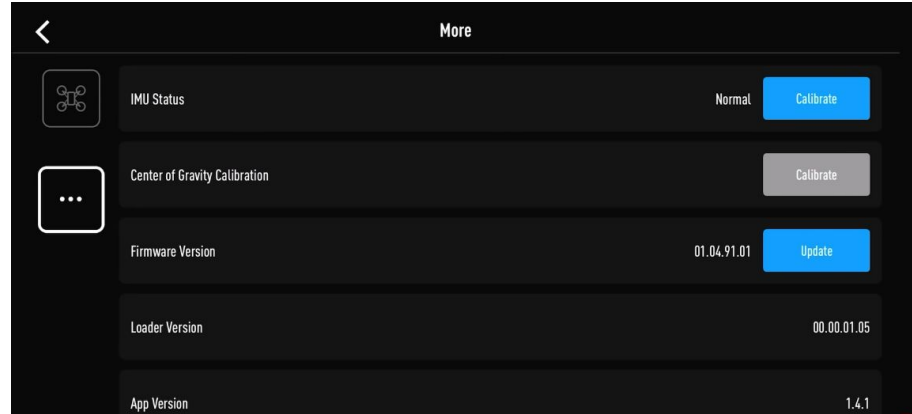 More
IMU Status Normal Calibrate
Center of Gravity Calibration Calibrate
Firmware Version 01.04.91.01 Update
Loader Version 00.00.01.05
App Version 1.4.1